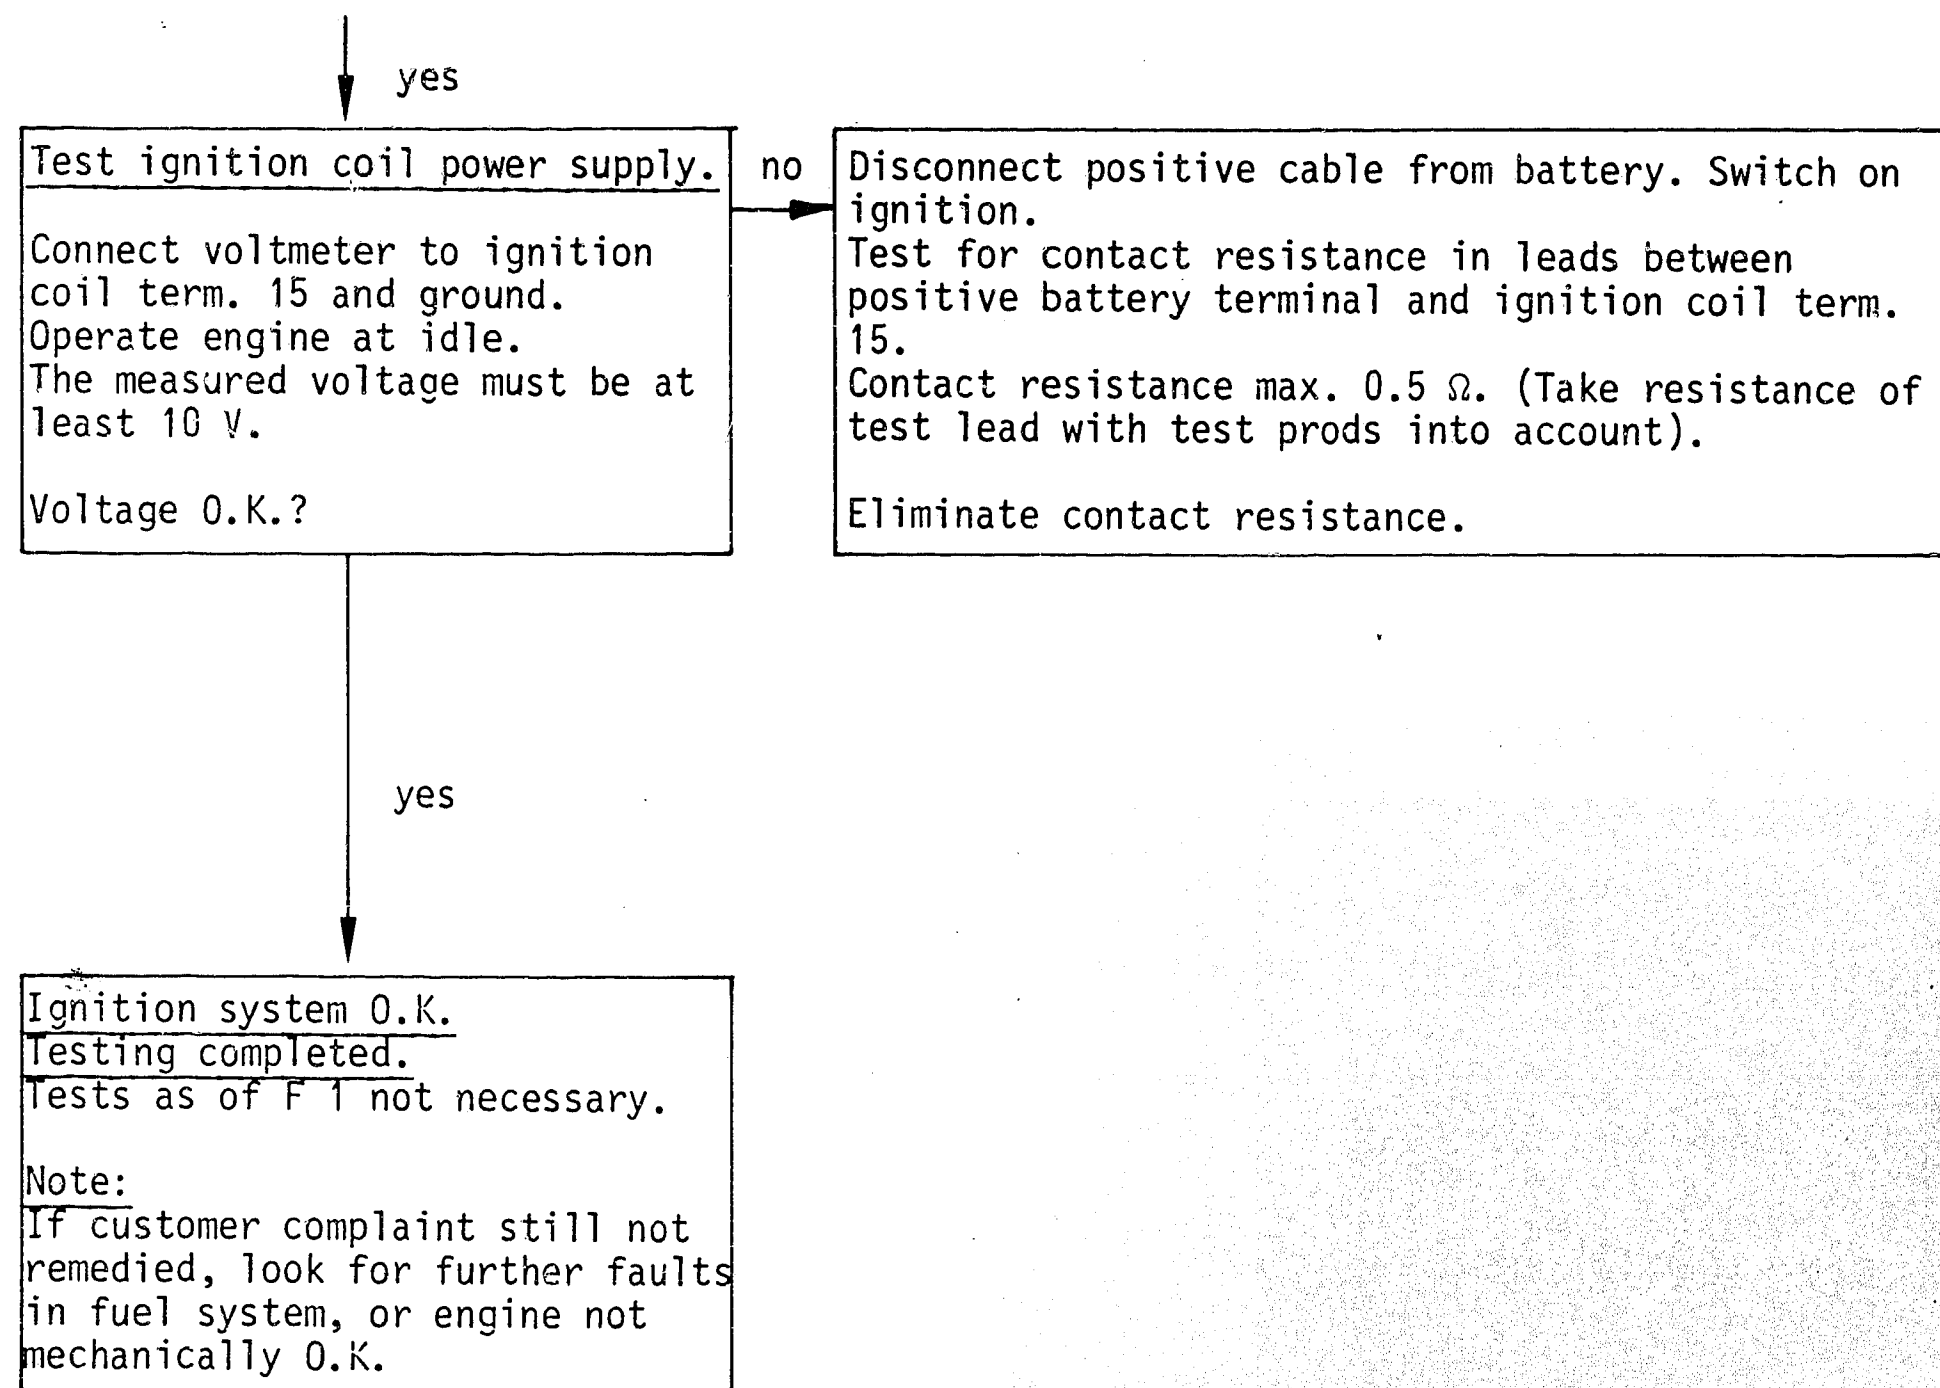 yes
Test ignition coil power supply.
Connect voltmeter to ignition
coil term. 15 and ground.
Operate engine at idle.
The measured voltage must be at
least 10 V.
Voltage O.K.?
no
Disconnect positive cable from battery. Switch on
ignition.
Test for contact resistance in leads between
positive battery terminal and ignition coil term.
15.
Contact resistance max. 0.5 Ω. (Take resistance of
test lead with test prods into account).
Eliminate contact resistance.
yes
Ignition system O.K.
Testing completed.
Tests as of F 1 not necessary.
Note:
If customer complaint still not
remedied, look for further faults
in fuel system, or engine not
mechanically O.K.